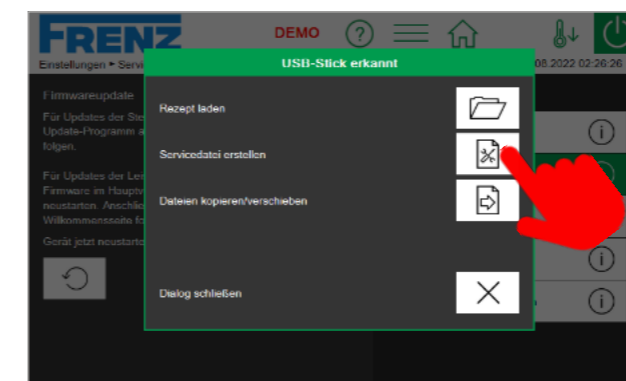 FRENZ
DEMO
?
Einstellungen ▸ Servi
USB-Stick erkannt
08.2022 02:26:26
Firmwareupdate
Für Updates der Ste
Update-Programm a
folgen.
Für Updates der Lei
Firmware im Hauptv
neustarten. Anschlie
Willkommensseite fo
Gerät jetzt neustarte
Rezept laden
Servicedatei erstellen
Dateien kopieren/verschieben
Dialog schließen
i
i
i